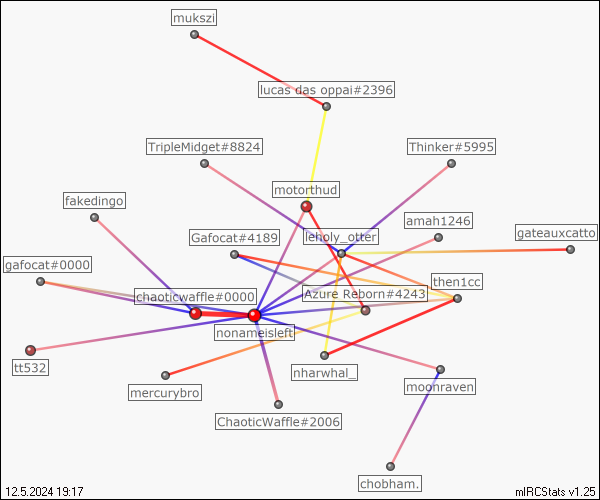 mukszi
lucas das oppai#2396
TripleMidget#8824
Thinker#5995
motorthud
fakedingo
amah1246
gateauxcatto
Gafocat#4189
leholy_otter
gafocat#0000
then1cc
chaoticwaffle#0000
Azure Reborn#4243
nonameisleft
tt532
nharwhal_
mercurybro
moonraven
ChaoticWaffle#2006
chobham.
12.5.2024 19:17
mIRCStats v1.25